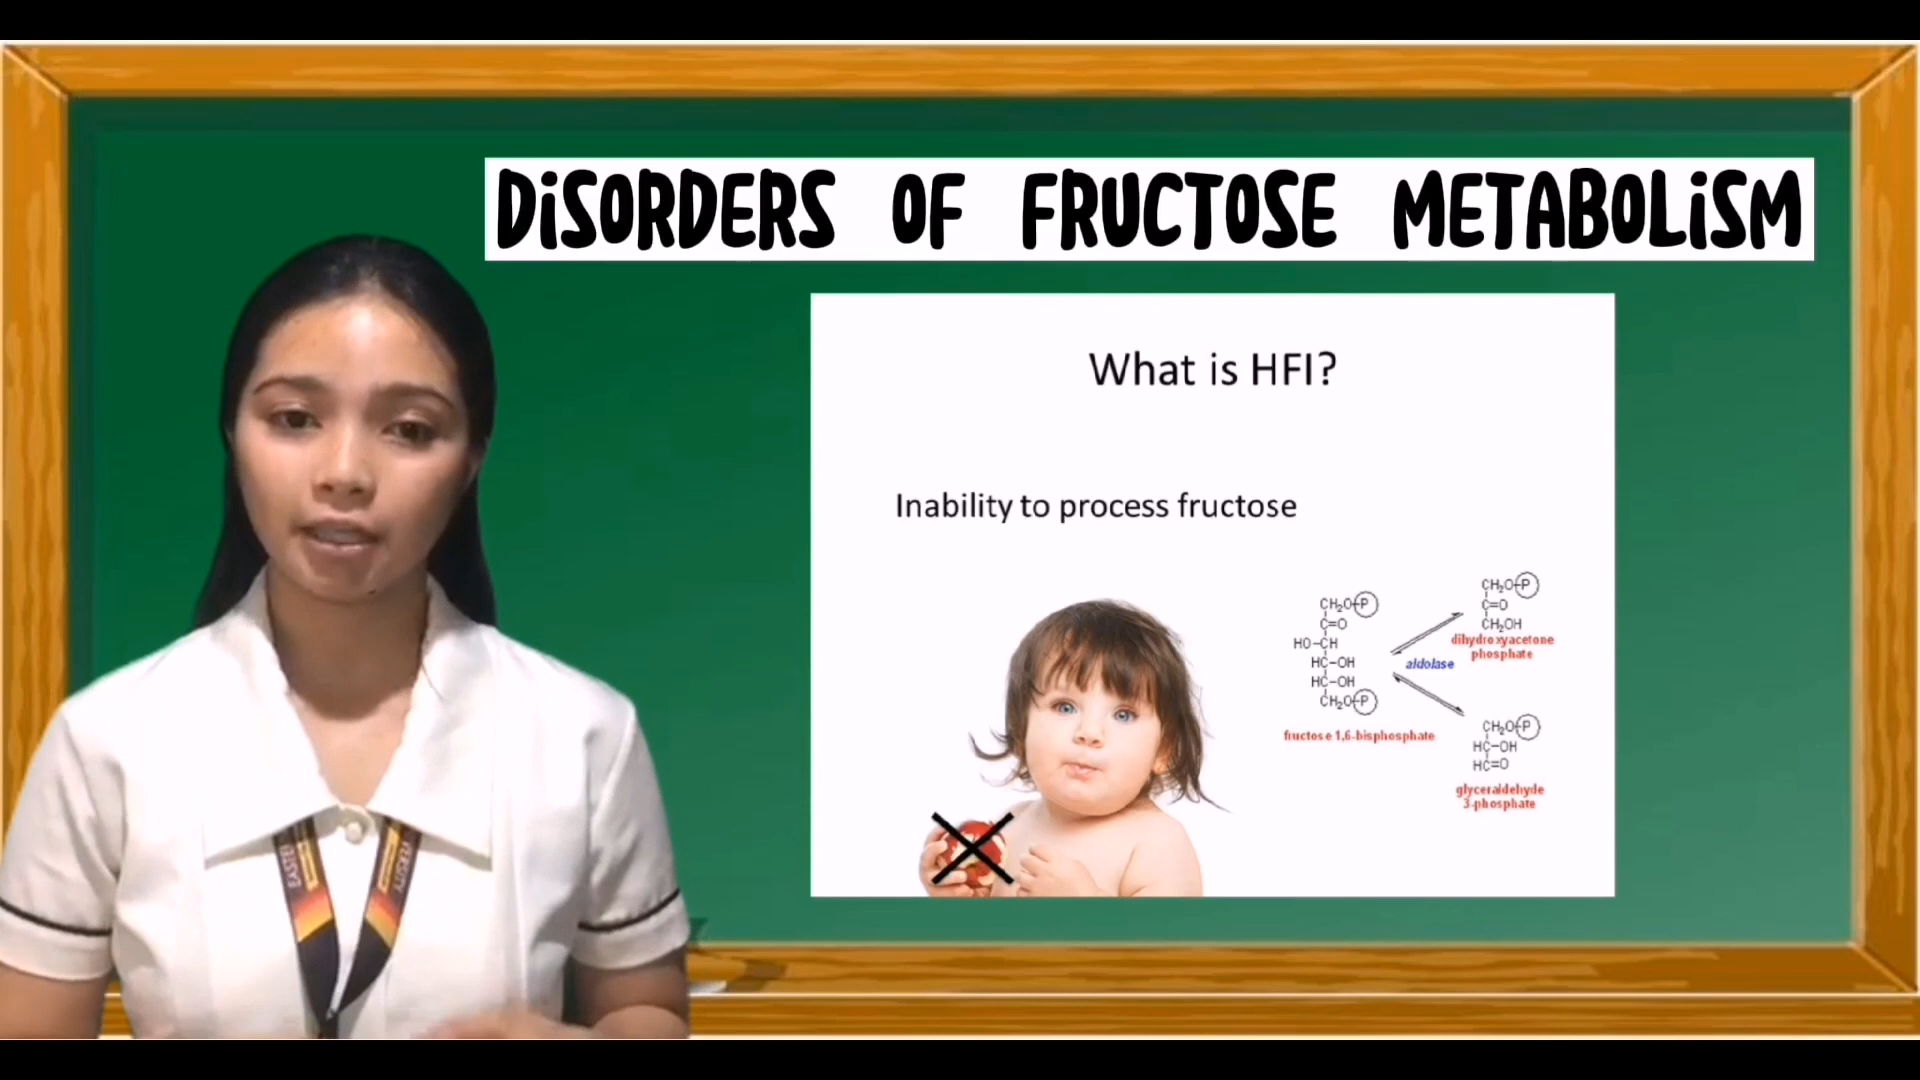 DiSORDERS OF FRUCTOSE METABOLiSM
What is HFI?
Inability to process fructose
CH₂O-P
C=O
HO-CH
HC-OH
HC-OH
CH₂O-P
fructose 1,6-bisphosphate
aldolase
CH₂O-P
C=O
CH₂OH
dihydroxyacetone
phosphate
CH₂O-P
HC-OH
HC=O
glyceraldehyde
3-phosphate